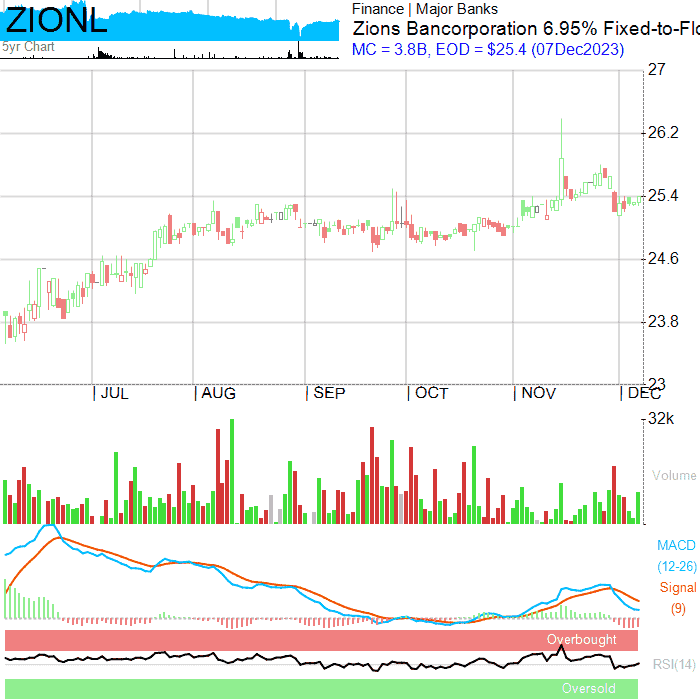 ZIONL
5yr Chart
Finance | Major Banks
Zions Bancorporation 6.95% Fixed-to-Flo
MC = 3.8B, EOD = $25.4 (07Dec2023)
27
26.2
25.4
24.6
23.8
23
| JUL | AUG | SEP | OCT | NOV | DEC
32k
Volume
MACD
(12-26)
Signal
(9)
Overbought
RSI(14)
Oversold